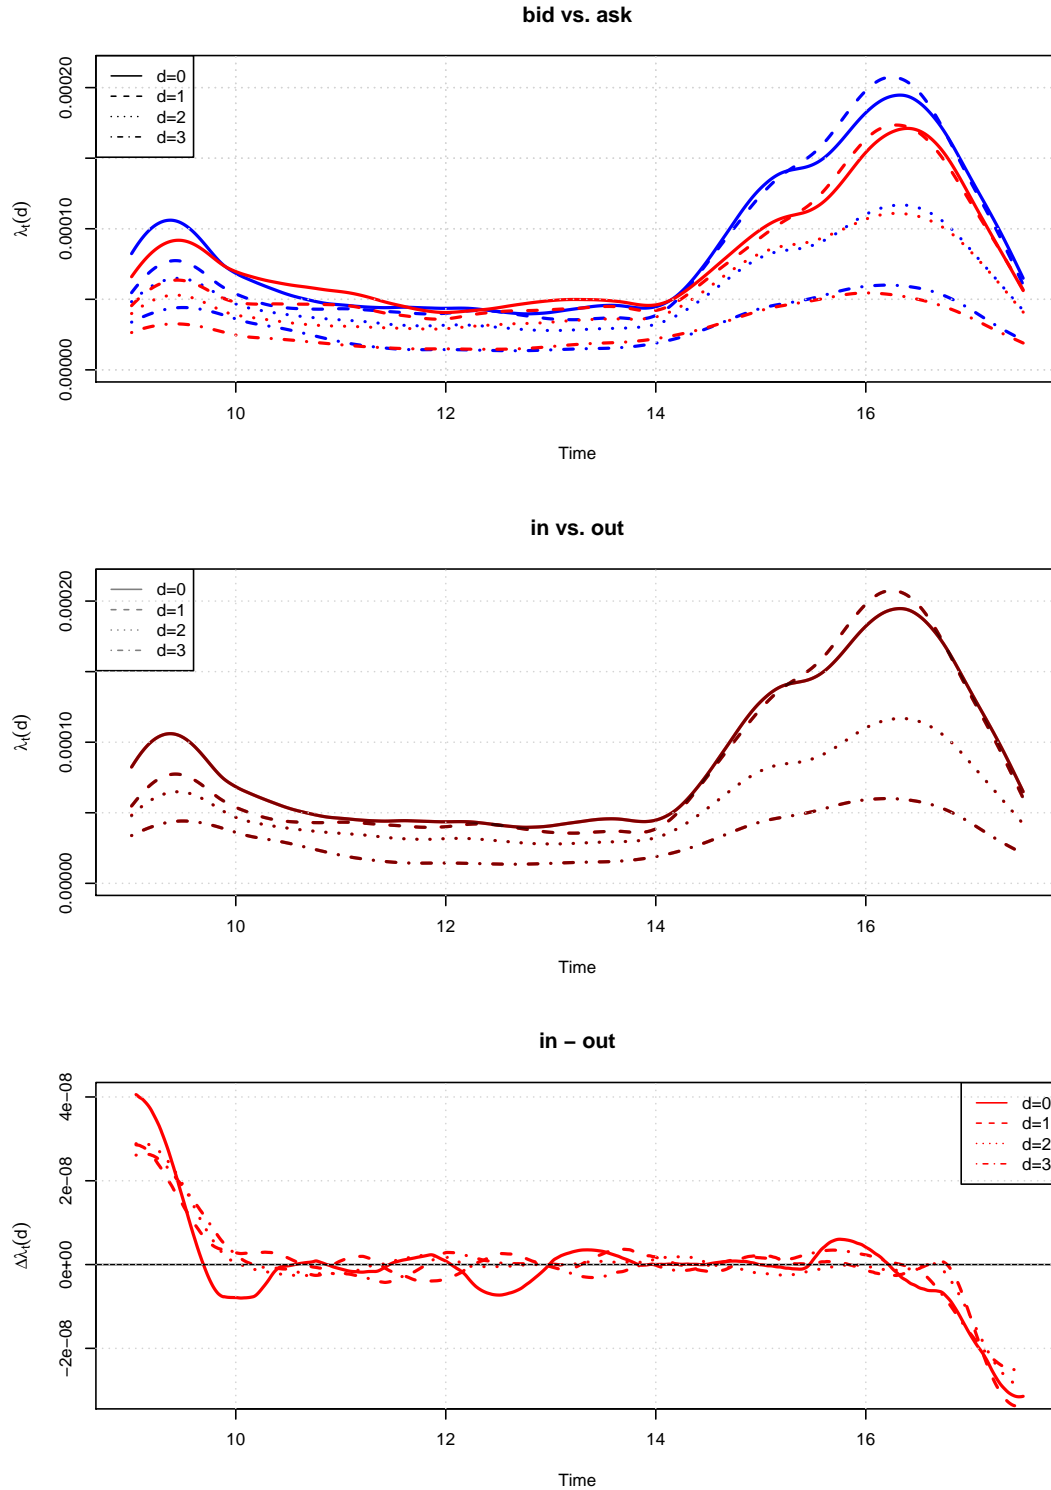 bid vs. ask
d=0
d=1
d=2
d=3
0.00000
0.00010
0.00020
λt(d)
10
12
14
16
Time
in vs. out
d=0
d=1
d=2
d=3
0.00000
0.00010
0.00020
λt(d)
10
12
14
16
Time
in − out
d=0
d=1
d=2
d=3
−2e−08
0e+00
2e−08
4e−08
Δλt(d)
10
12
14
16
Time